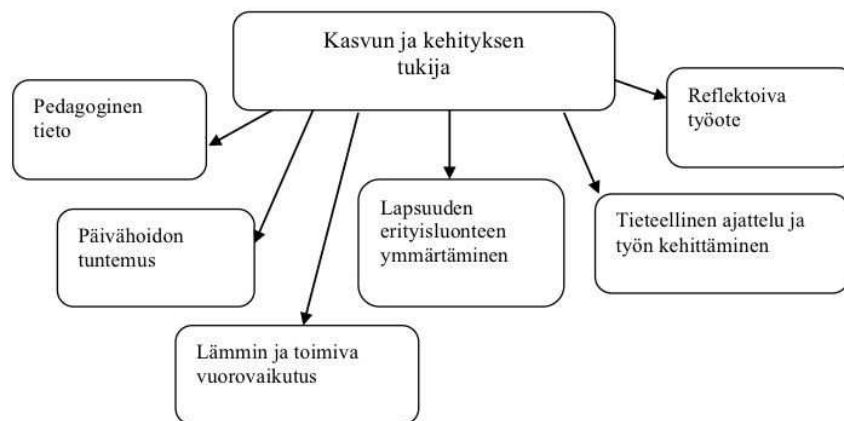 Kasvun ja kehityksen
tukija
Pedagoginen
tieto
Reflektoiva
työote
Päivähoidon
tuntemus
Lapsuuden
erityisluonteen
ymmärtäminen
Tieteellinen ajattelu ja
työn kehittäminen
Lämmin ja toimiva
vuorovaikutus